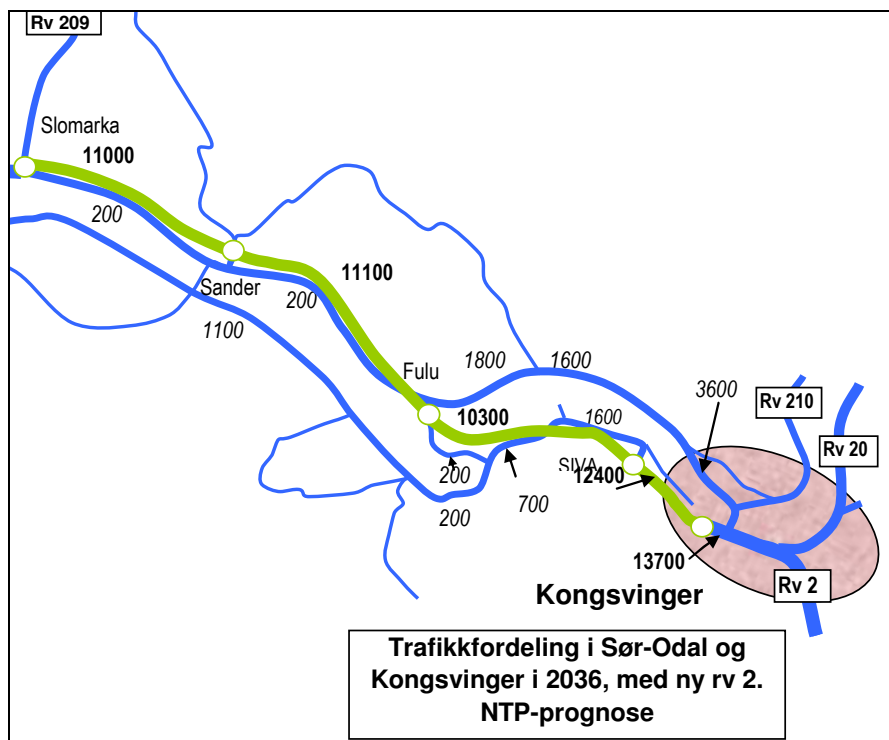 Rv 209
Slomarka
11000
200
11100
Sander
200
1100
Fulu
1800
1600
3600
Rv 210
10300
1600
Rv 20
SIVA
12400
200
700
200
13700
Rv 2
Kongsvinger
Trafikkfordeling i Sør-Odal og
Kongsvinger i 2036, med ny rv 2.
NTP-prognose